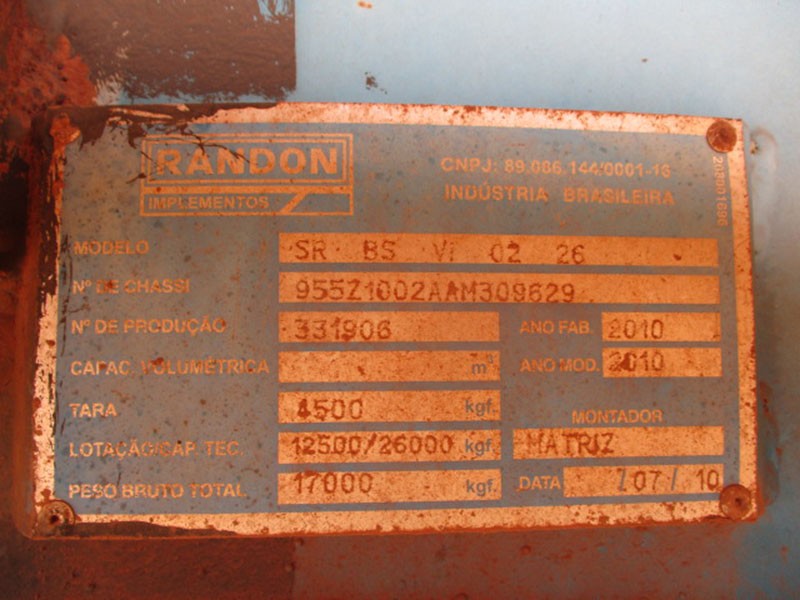 RANDON
IMPLEMENTOS
CNPJ: 89.086.144/0001-16
INDÚSTRIA BRASILEIRA
MODELO SR BS VI 02 26
Nº DE CHASSI 955Z1002AAM309629
Nº DE PRODUÇÃO 331906 ANO FAB. 2010
CAPAC. VOLUMÉTRICA m³ ANO MOD. 2010
TARA 4500 kgf.
MONTADOR
LOTAÇÃO/CAP. TEC. 12500/26000 kgf. MATRIZ
PESO BRUTO TOTAL 17000 kgf. DATA /07/ 10